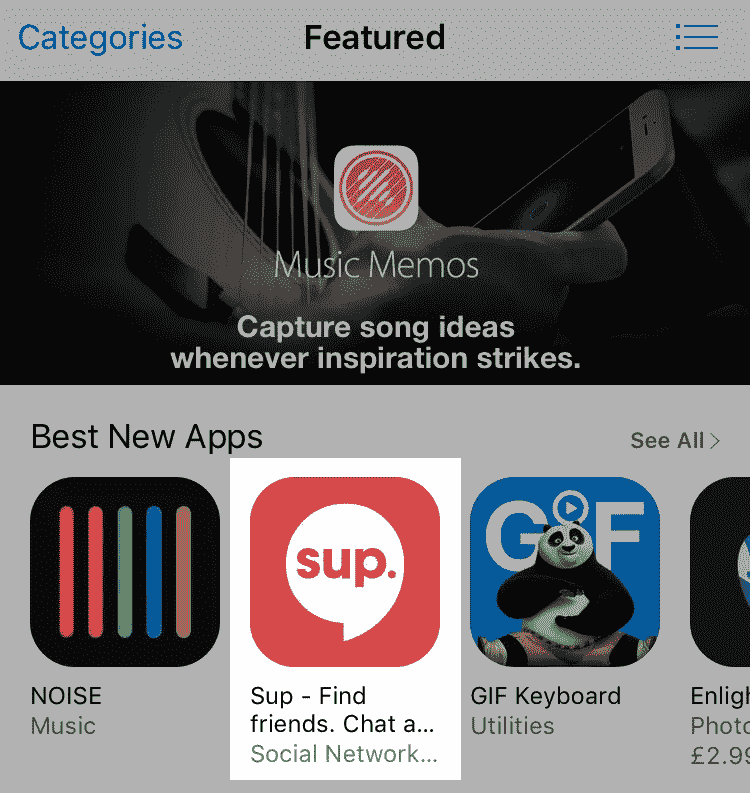 Categories
Featured
Music Memos
Capture song ideas
whenever inspiration strikes.
Best New Apps
See All
sup.
GIF
NOISE
Music
Sup - Find
friends. Chat a...
Social Network...
GIF Keyboard
Utilities
Enligh
Photo
£2.99